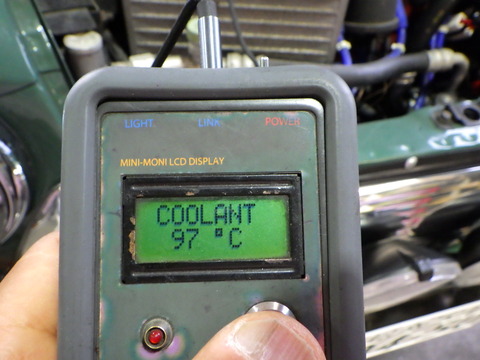 LIGHT LINK POWER
MINI-MONI LCD DISPLAY
COOLANT
97 °C